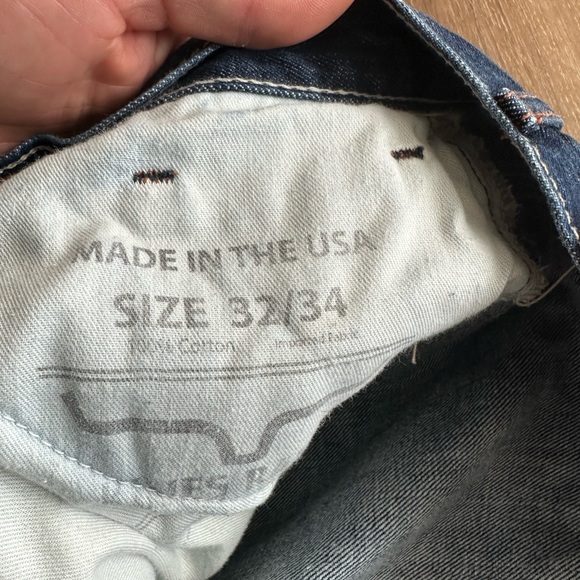 MADE IN THE USA
SIZE 32/34
100% Cotton Imported Fabric